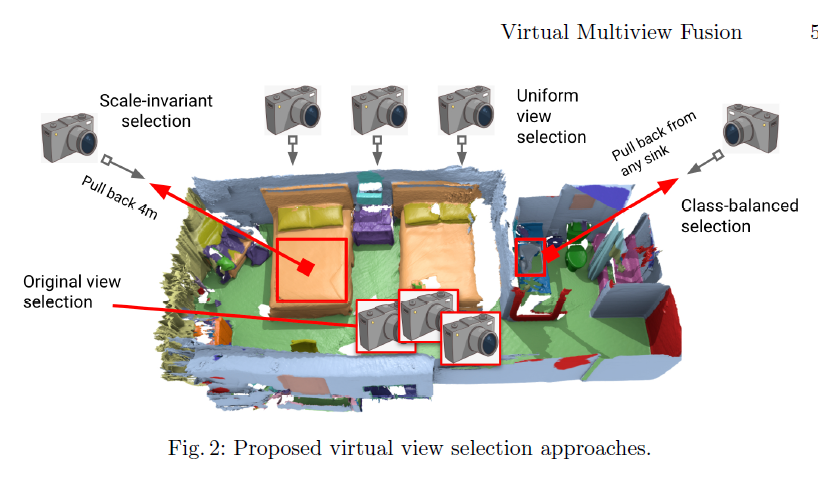 Virtual Multiview Fusion 5
Scale-invariant
selection
Uniform
view
selection
Pull back from
any sink
Pull back 4m
Class-balanced
selection
Original view
selection
Fig. 2: Proposed virtual view selection approaches.